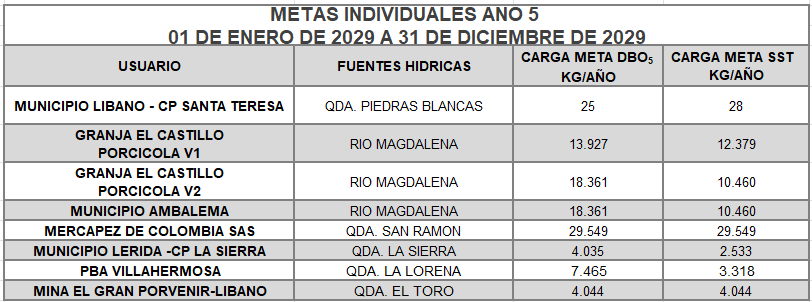 METAS INDIVIDUALES ANO 5
01 DE ENERO DE 2029 A 31 DE DICIEMBRE DE 2029
USUARIO FUENTES HIDRICAS CARGA META DBO₅ KG/AÑO CARGA META SST KG/AÑO
MUNICIPIO LIBANO - CP SANTA TERESA QDA. PIEDRAS BLANCAS 25 28
GRANJA EL CASTILLO PORCICOLA V1 RIO MAGDALENA 13.927 12.379
GRANJA EL CASTILLO PORCICOLA V2 RIO MAGDALENA 18.361 10.460
MUNICIPIO AMBALEMA RIO MAGDALENA 18.361 10.460
MERCAPEZ DE COLOMBIA SAS QDA. SAN RAMON 29.549 29.549
MUNICIPIO LERIDA -CP LA SIERRA QDA. LA SIERRA 4.035 2.533
PBA VILLAHERMOSA QDA. LA LORENA 7.465 3.318
MINA EL GRAN PORVENIR-LIBANO QDA. EL TORO 4.044 4.044